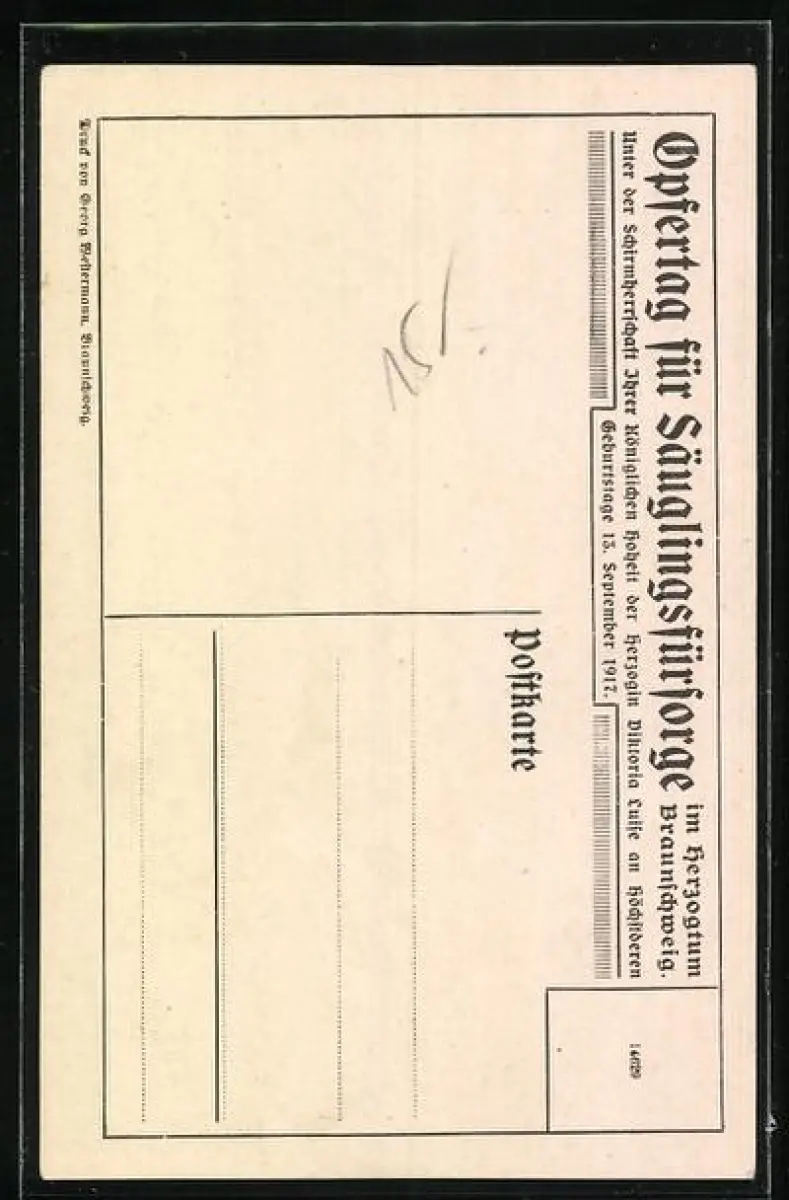 Opfertag für Säuglingsfürsorge im Herzogtum
Braunschweig.
Unter der Schirmherrschaft Ihrer Königlichen Hoheit der Herzogin Viktoria Luise an Höchstderen
Geburtstage 13. September 1917.
Postkarte
15.-
Druck von Georg Westermann, Braunschweig.